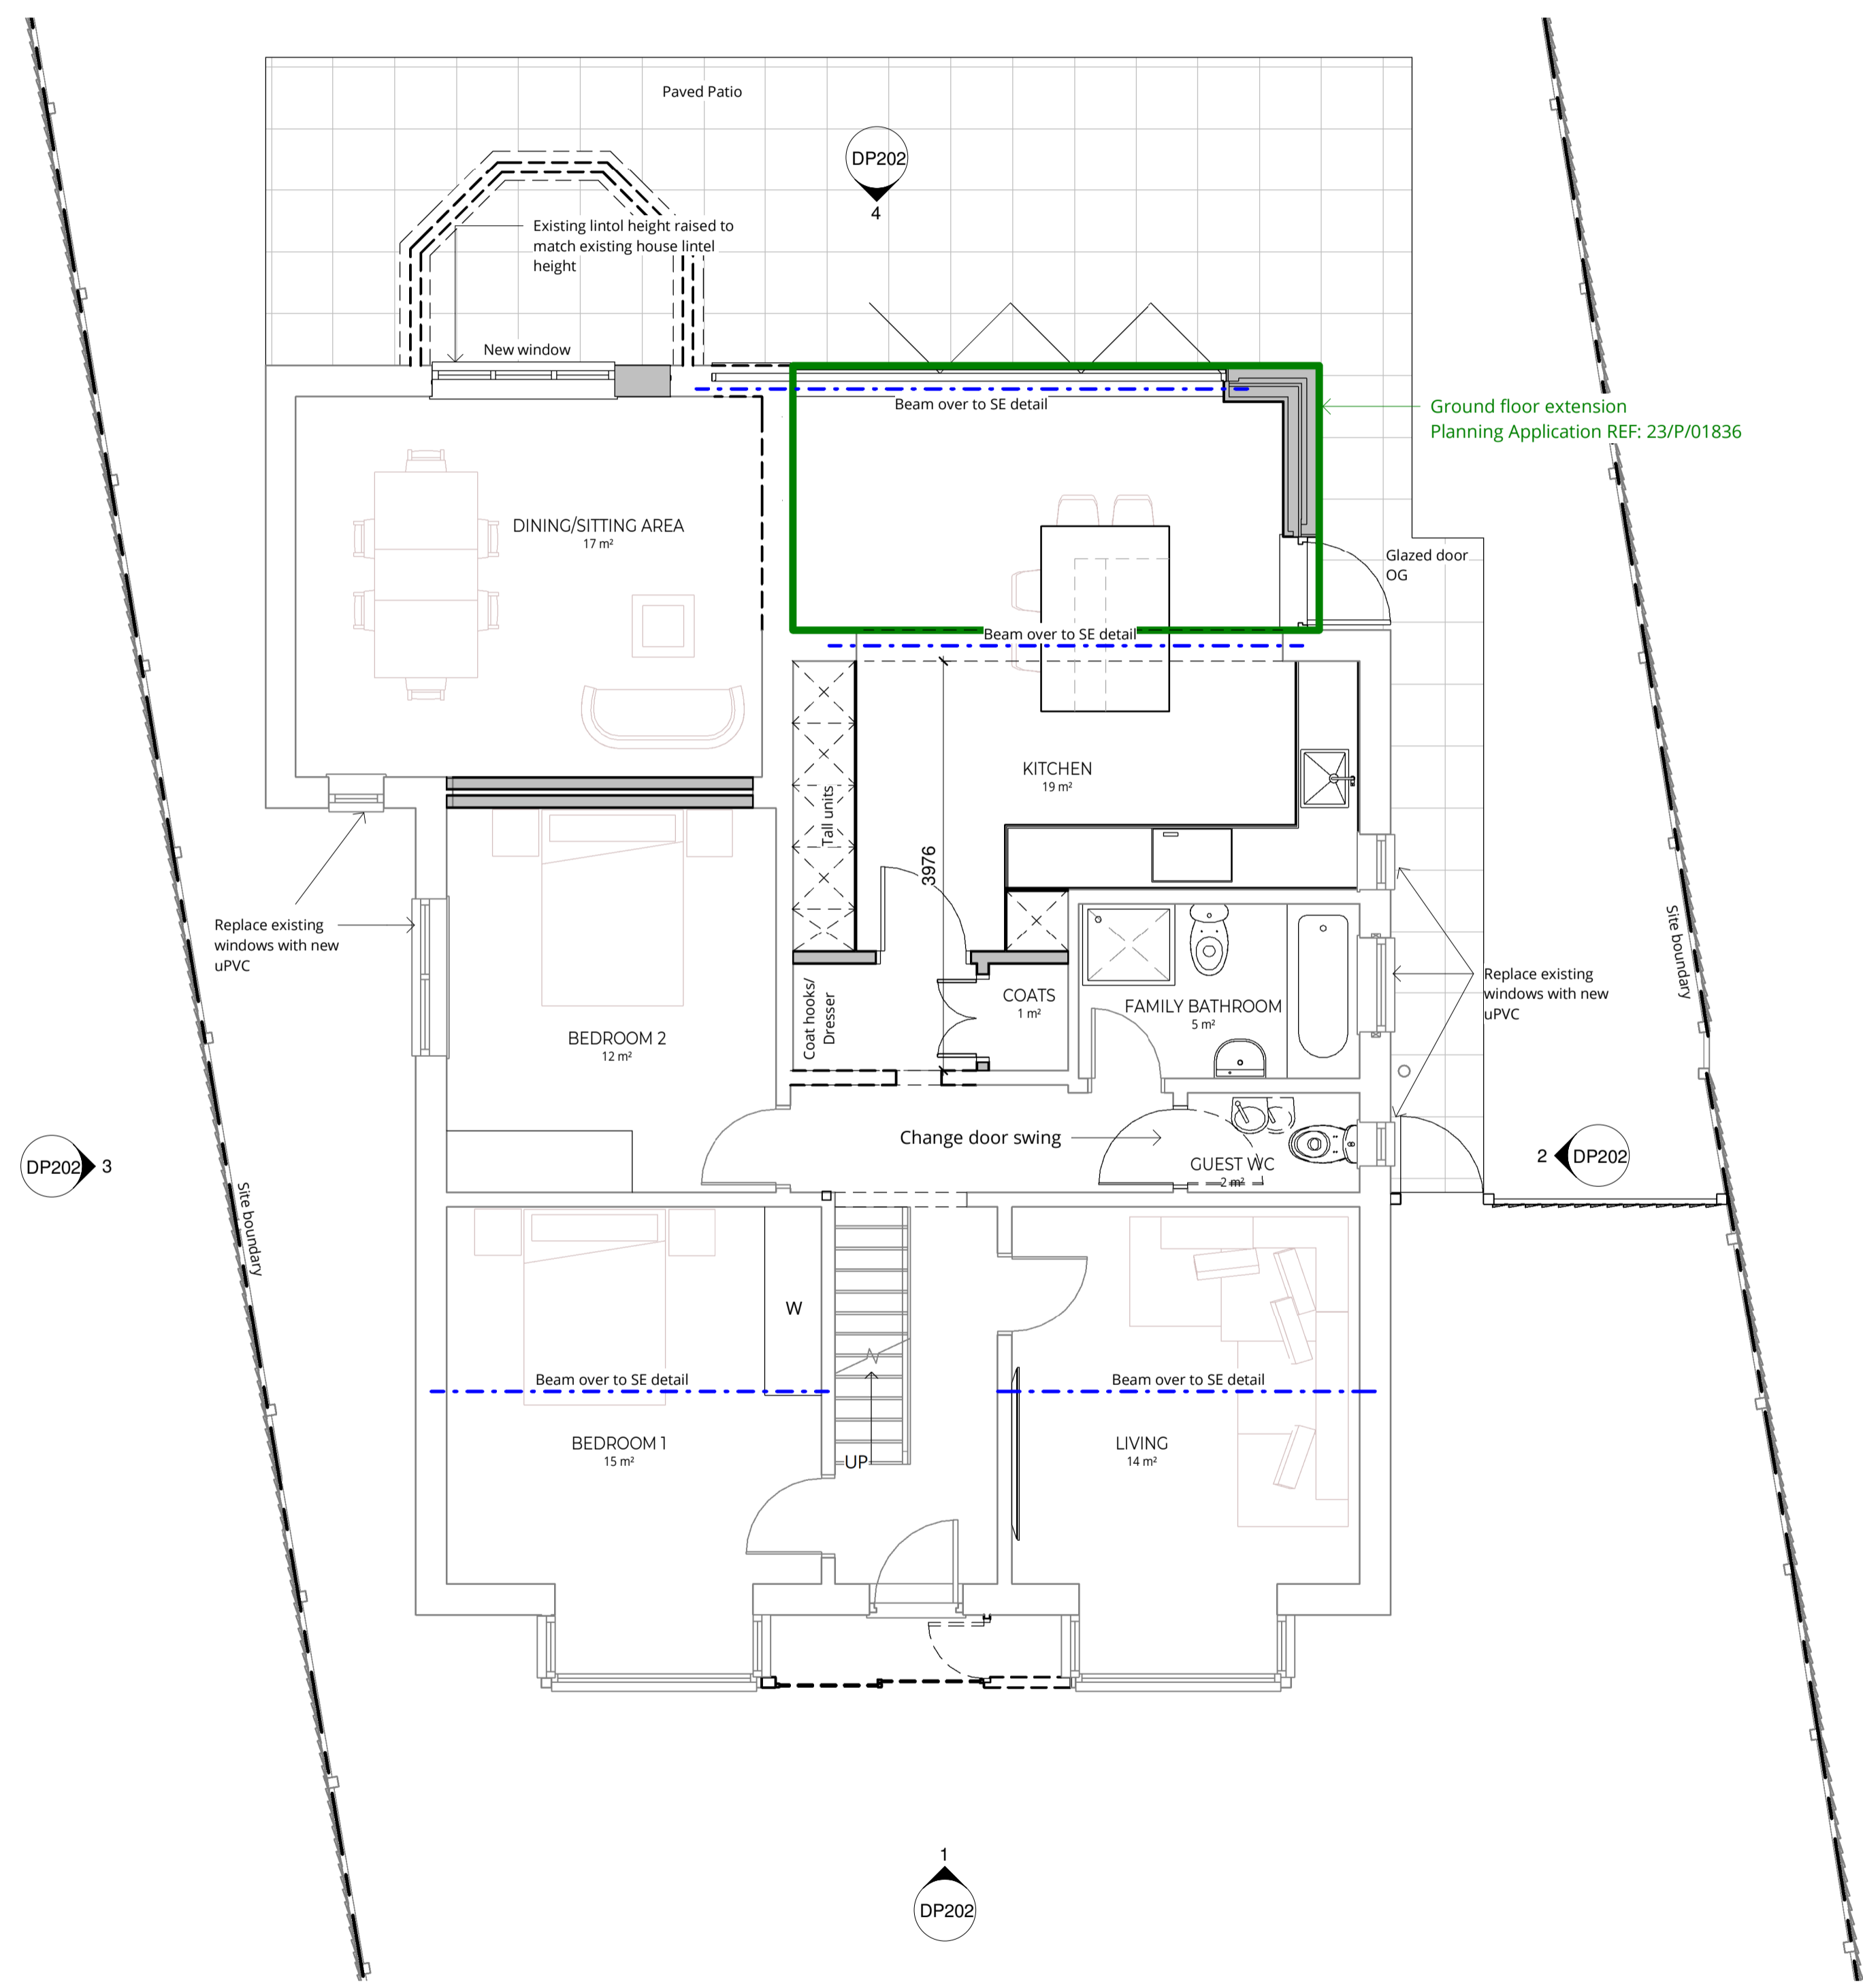 Paved Patio
DP202
4
Existing lintol height raised to
match existing house lintel
height
New window
Beam over to SE detail
Ground floor extension
Planning Application REF: 23/P/01836
DINING/SITTING AREA
17 m²
Glazed door
OG
Beam over to SE detail
KITCHEN
19 m²
Tall units
3976
Replace existing
windows with new
uPVC
Site boundary
Replace existing
windows with new
uPVC
COATS
1 m²
FAMILY BATHROOM
5 m²
Coat hooks/
Dresser
BEDROOM 2
12 m²
Change door swing
GUEST WC
2 m²
DP202
3
2
DP202
Site boundary
W
Beam over to SE detail
Beam over to SE detail
BEDROOM 1
15 m²
UP
LIVING
14 m²
1
DP202